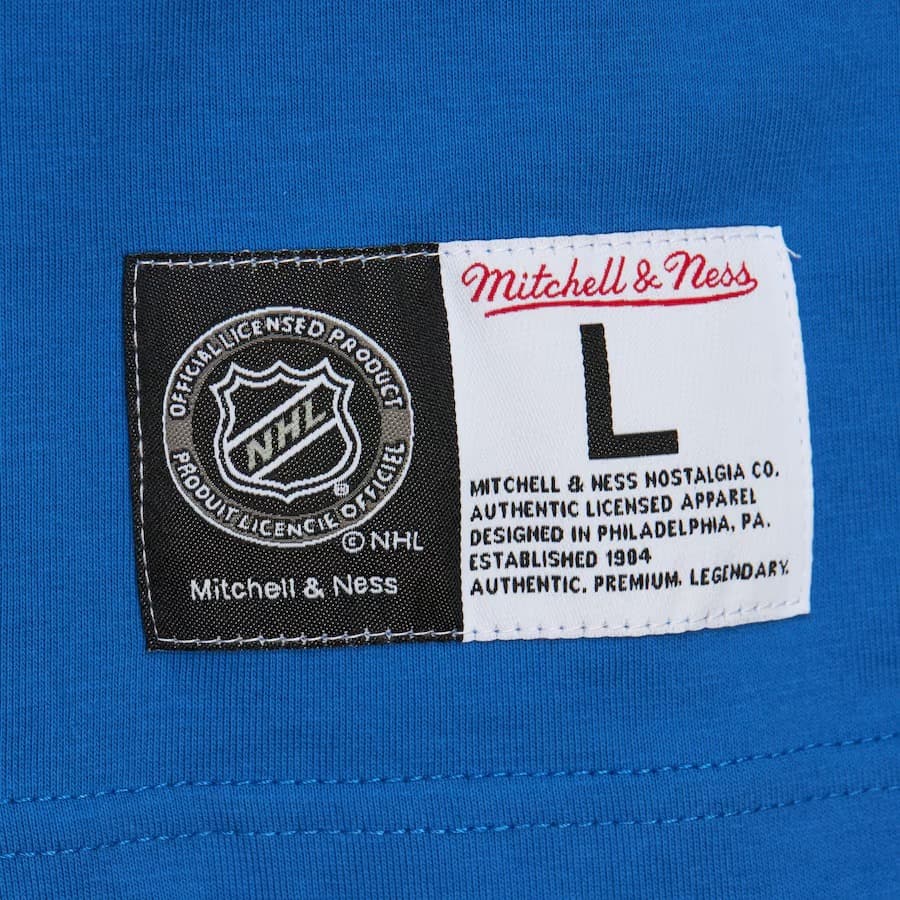 OFFICIAL LICENSED PRODUCT
NHL
PRODUIT LICENCIE OFFICIEL
© NHL
Mitchell & Ness
Mitchell & Ness
L
MITCHELL & NESS NOSTALGIA CO.
AUTHENTIC LICENSED APPAREL
DESIGNED IN PHILADELPHIA, PA.
ESTABLISHED 1904
AUTHENTIC. PREMIUM. LEGENDARY.